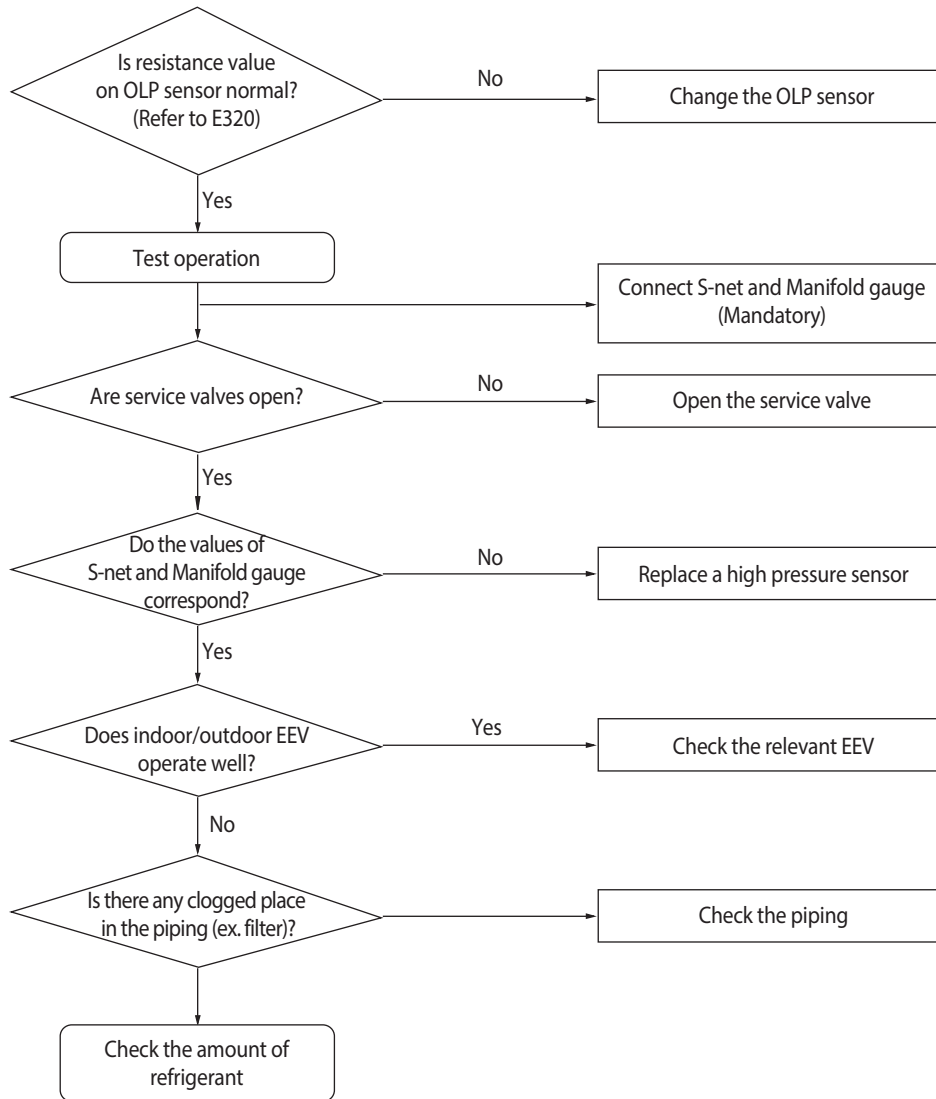 Is resistance value
on OLP sensor normal?
(Refer to E320)
No
Change the OLP sensor
Yes
Test operation
Connect S-net and Manifold gauge
(Mandatory)
Are service valves open?
No
Open the service valve
Yes
Do the values of
S-net and Manifold gauge
correspond?
No
Replace a high pressure sensor
Yes
Does indoor/outdoor EEV
operate well?
Yes
Check the relevant EEV
No
Is there any clogged place
in the piping (ex. filter)?
Check the piping
Check the amount of
refrigerant